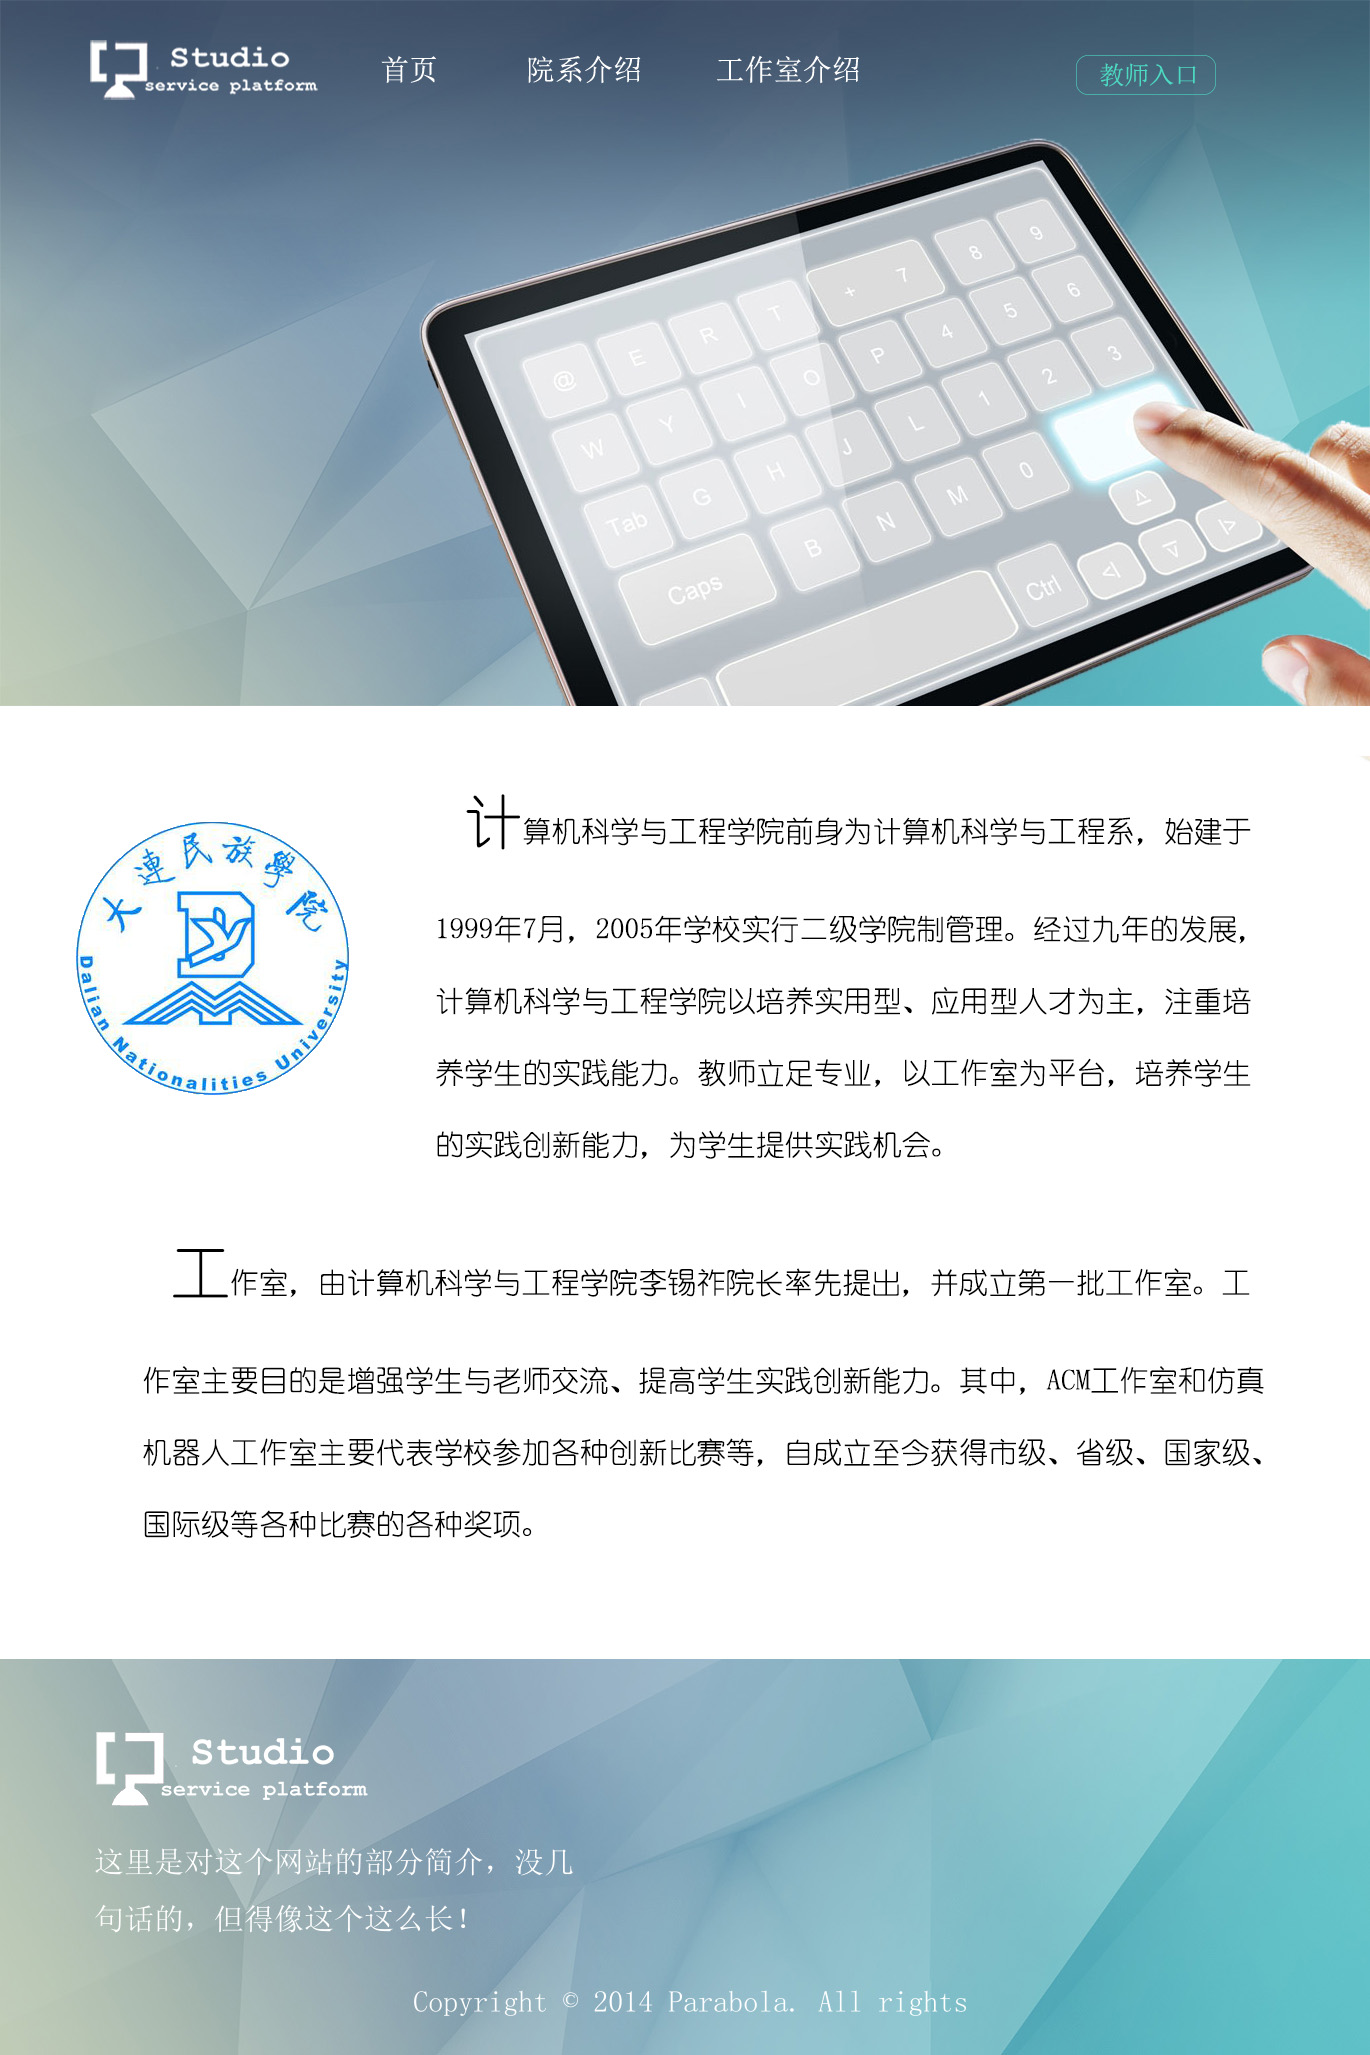 Studio
service platform
首页
院系介绍
工作室介绍
教师入口
7 8 9
+
@ E R T
W Y I O P 4 5 6
Tab G H J L 1 2 3
Caps B N M 0
Ctrl
大連民族學院
Dalian Nationalities University
计算机科学与工程学院前身为计算机科学与工程系，始建于
1999年7月，2005年学校实行二级学院制管理。经过九年的发展，
计算机科学与工程学院以培养实用型、应用型人才为主，注重培
养学生的实践能力。教师立足专业，以工作室为平台，培养学生
的实践创新能力，为学生提供实践机会。
工作室，由计算机科学与工程学院李锡祚院长率先提出，并成立第一批工作室。工
作室主要目的是增强学生与老师交流、提高学生实践创新能力。其中，ACM工作室和仿真
机器人工作室主要代表学校参加各种创新比赛等，自成立至今获得市级、省级、国家级、
国际级等各种比赛的各种奖项。
Studio
service platform
这里是对这个网站的部分简介，没几
句话的，但得像这个这么长！
Copyright © 2014 Parabola. All rights